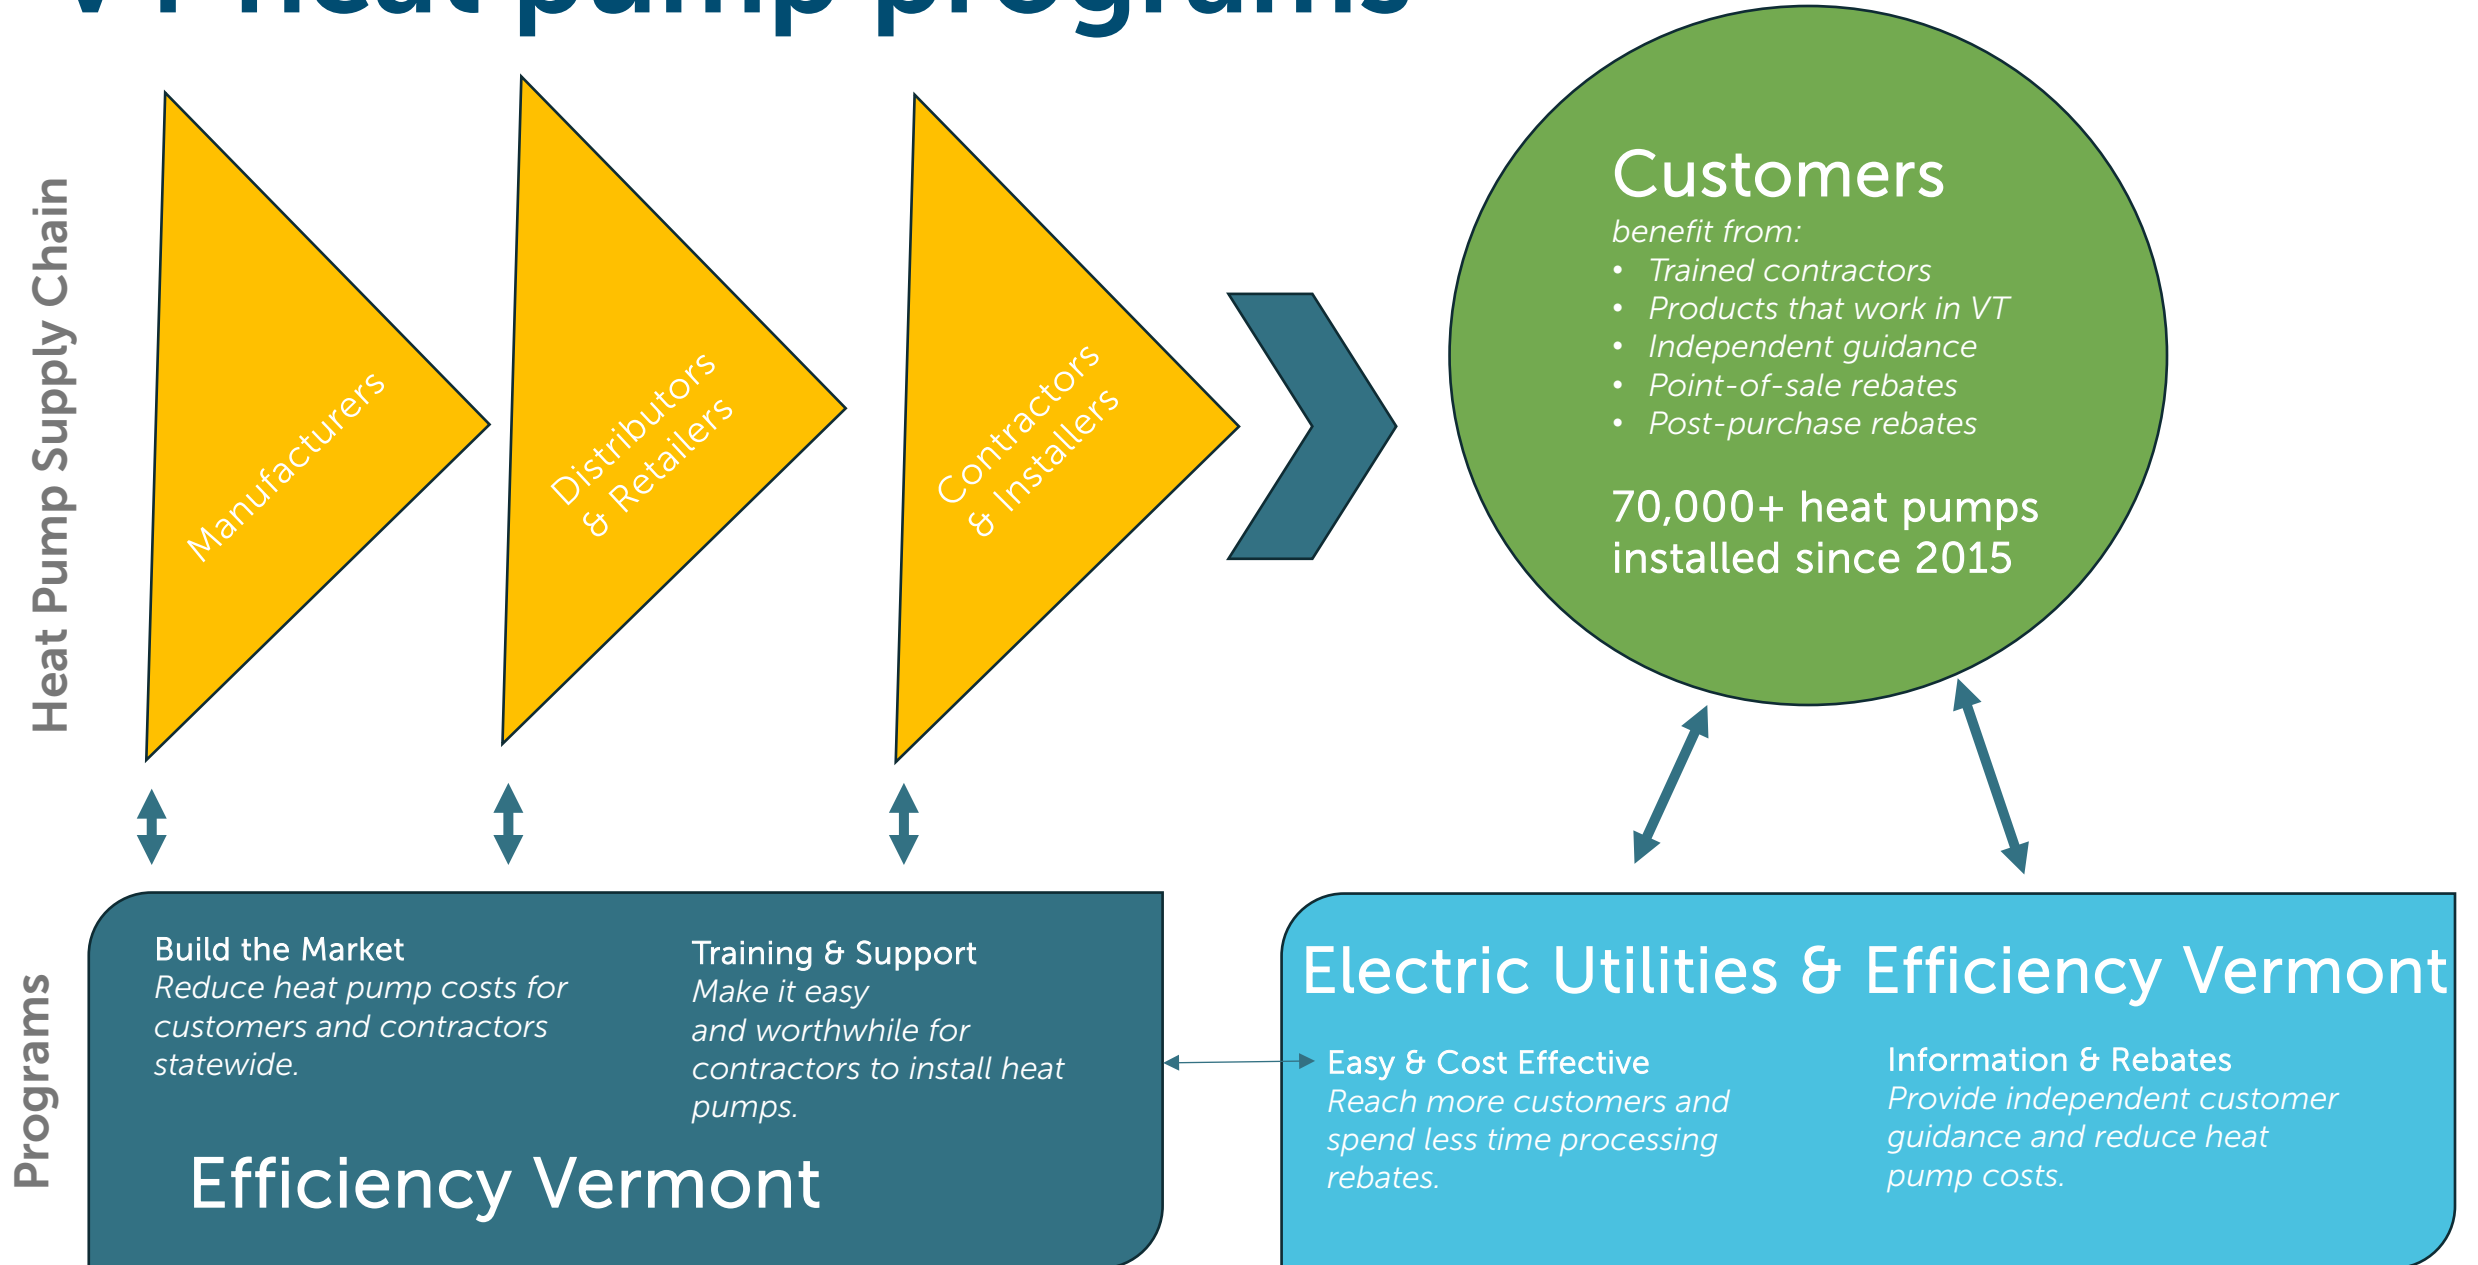 VT heat pump programs
Heat Pump Supply Chain
Manufacturers
Distributors
& Retailers
Contractors
& Installers
Customers
benefit from:
• Trained contractors
• Products that work in VT
• Independent guidance
• Point-of-sale rebates
• Post-purchase rebates
70,000+ heat pumps
installed since 2015
Programs
Build the Market
Reduce heat pump costs for
customers and contractors
statewide.
Training & Support
Make it easy
and worthwhile for
contractors to install heat
pumps.
Efficiency Vermont
Electric Utilities & Efficiency Vermont
Easy & Cost Effective
Reach more customers and
spend less time processing
rebates.
Information & Rebates
Provide independent customer
guidance and reduce heat
pump costs.